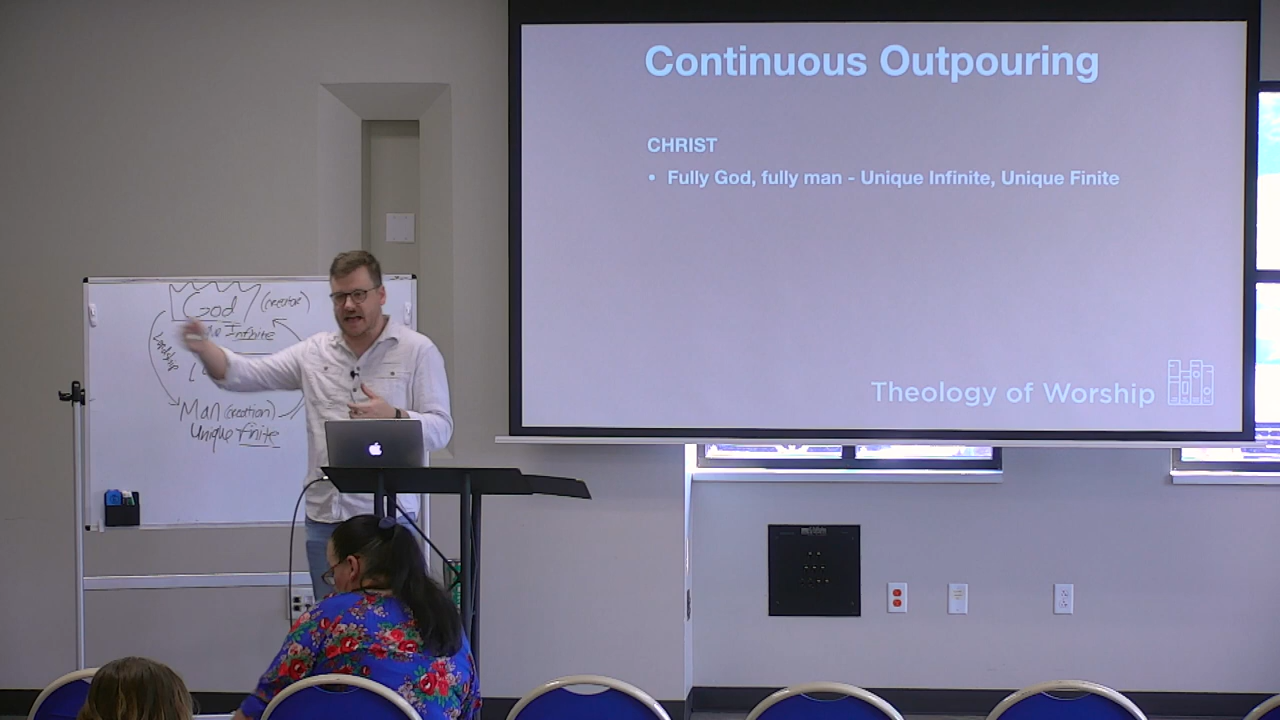 Continuous Outpouring
CHRIST
• Fully God, fully man - Unique Infinite, Unique Finite
Theology of Worship
God (creator)
Infinite
Lordship
Man (creation)
Unique finite